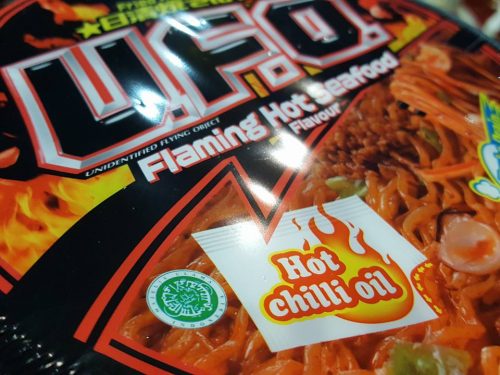 U.F.O.
UNIDENTIFIED FLYING OBJECT
Flaming Hot Seafood
Flavour
Hot
chilli oil